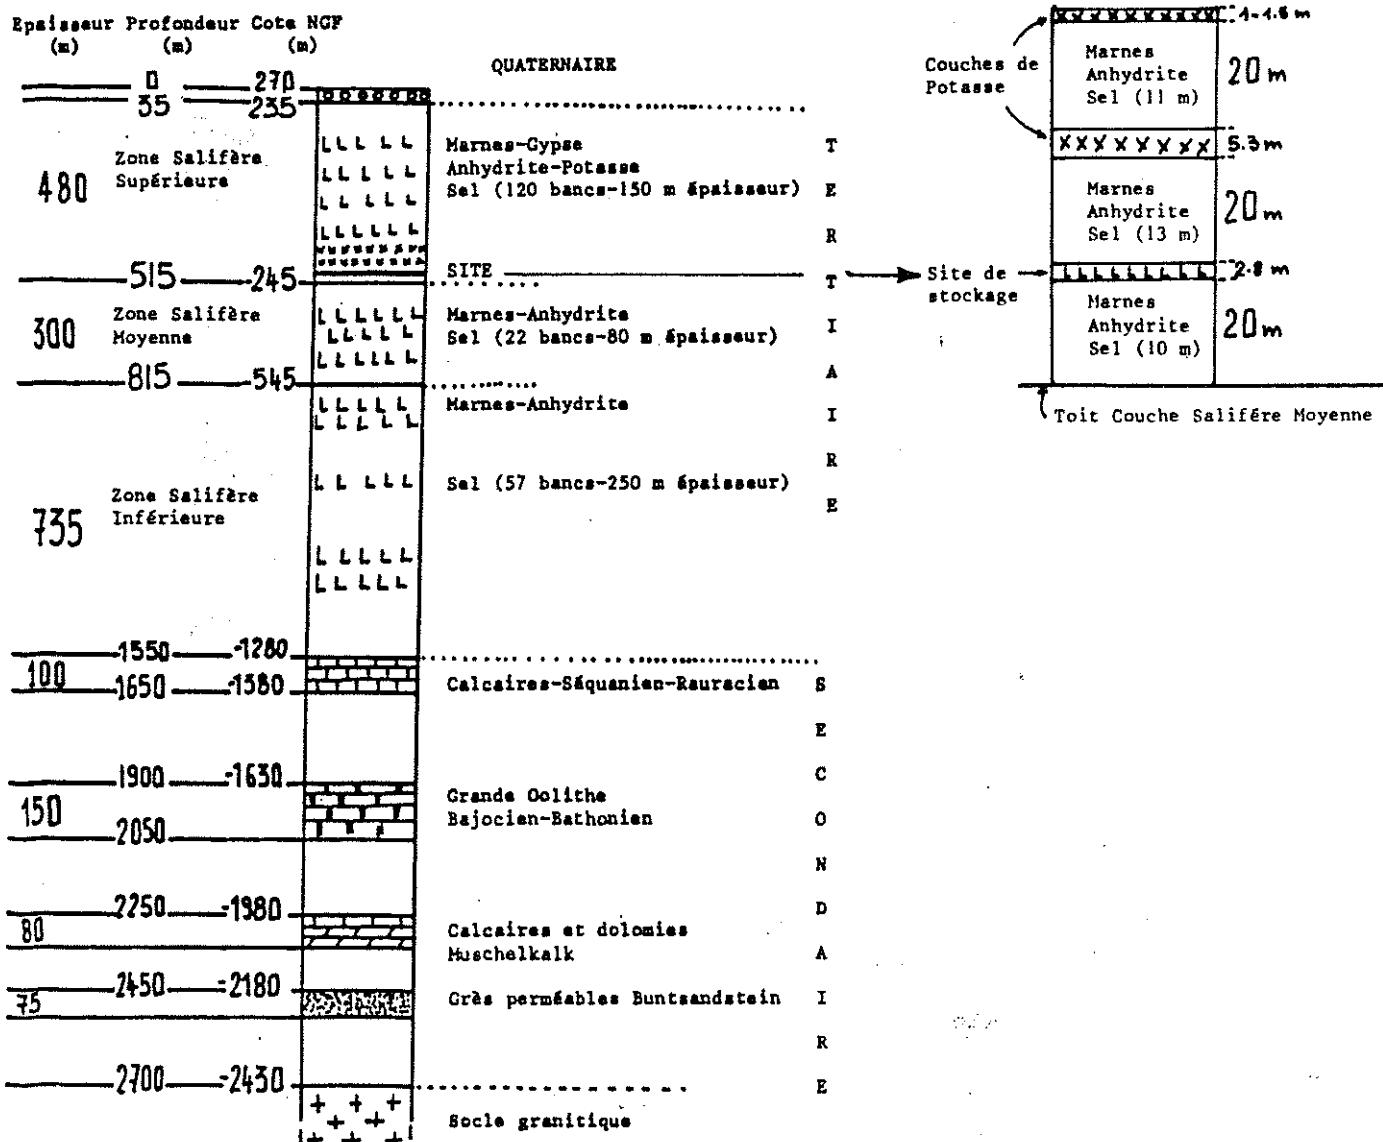 Epaisseur Profondeur Cote NGF
(m) (m) (m)
0 270
35 235
QUATERNAIRE
480
Zone Salifère
Supérieure
Marnes-Gypse
Anhydrite-Potasse
Sel (120 bancs-150 m épaisseur)
515 -245
SITE
300
Zone Salifère
Moyenne
Marnes-Anhydrite
Sel (22 bancs-80 m épaisseur)
815 -545
Marnes-Anhydrite
735
Zone Salifère
Inférieure
Sel (57 bancs-250 m épaisseur)
TERTIAIRE
1550 -1280
100
1650 -1380
Calcaires-Séquanien-Rauracien
1900 -1630
150
Grande Oolithe
Bajocien-Bathonien
2050
2250 -1980
80
Calcaires et dolomies
Muschelkalk
2450 -2180
75
Grès perméables Buntsandstein
2700 -2430
SECONDAIRE
Socle granitique
1-1.6 m
Couches de
Potasse
Marnes
Anhydrite
Sel (11 m)
20 m
5.3 m
Marnes
Anhydrite
Sel (13 m)
20 m
Site de
stockage
2.8 m
Marnes
Anhydrite
Sel (10 m)
20 m
Toit Couche Salifére Moyenne